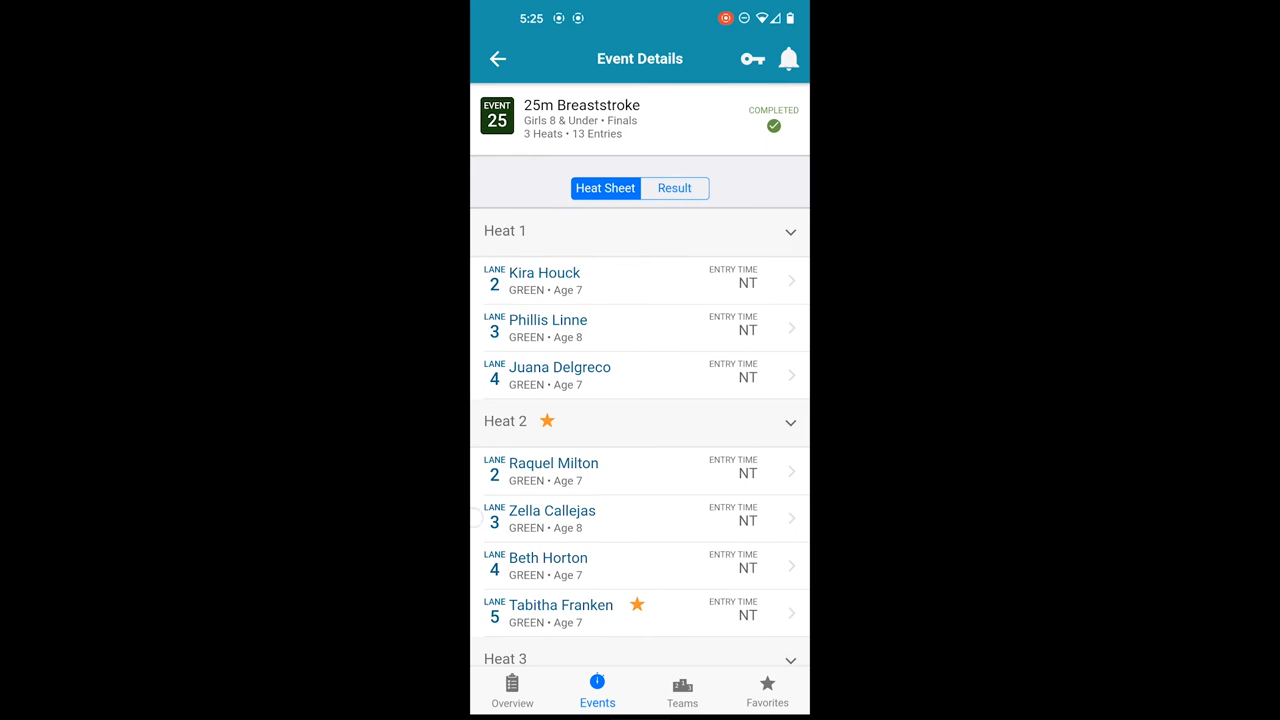 5:25
Event Details
EVENT
25
25m Breaststroke
Girls 8 & Under • Finals
3 Heats • 13 Entries
COMPLETED
Heat Sheet
Result
Heat 1
LANE
2
Kira Houck
GREEN • Age 7
ENTRY TIME
NT
LANE
3
Phillis Linne
GREEN • Age 8
ENTRY TIME
NT
LANE
4
Juana Delgreco
GREEN • Age 7
ENTRY TIME
NT
Heat 2
LANE
2
Raquel Milton
GREEN • Age 7
ENTRY TIME
NT
LANE
3
Zella Callejas
GREEN • Age 8
ENTRY TIME
NT
LANE
4
Beth Horton
GREEN • Age 7
ENTRY TIME
NT
LANE
5
Tabitha Franken
GREEN • Age 7
ENTRY TIME
NT
Heat 3
Overview
Events
Teams
Favorites